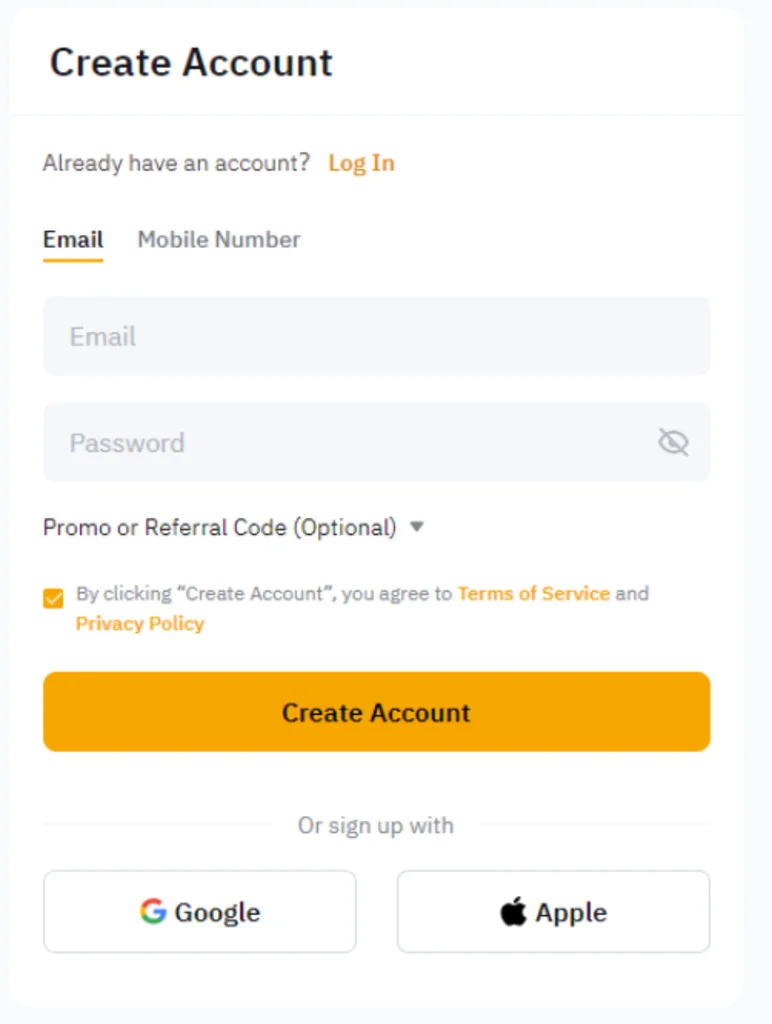 Create Account
Already have an account? Log In
Email Mobile Number
Email
Password
Promo or Referral Code (Optional)
By clicking “Create Account”, you agree to Terms of Service and
Privacy Policy
Create Account
Or sign up with
Google Apple